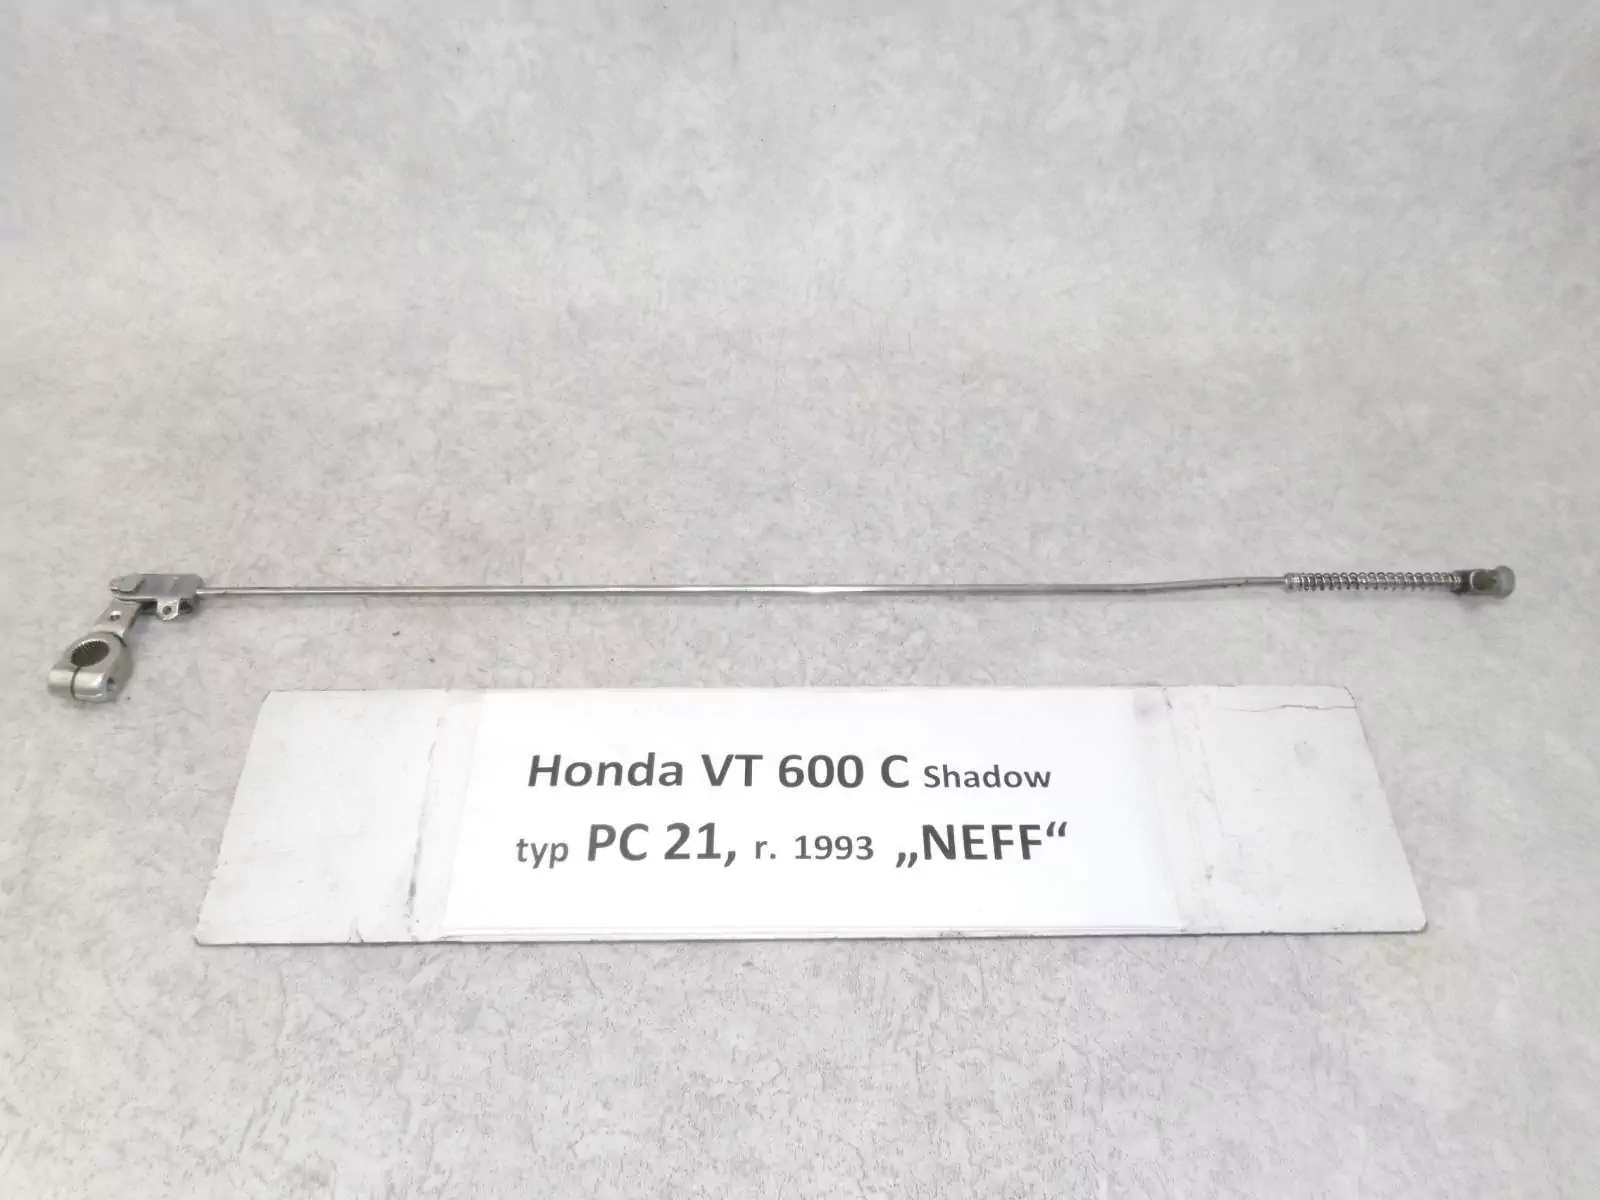 Honda VT 600 C Shadow
typ PC 21, r. 1993 „NEFF“